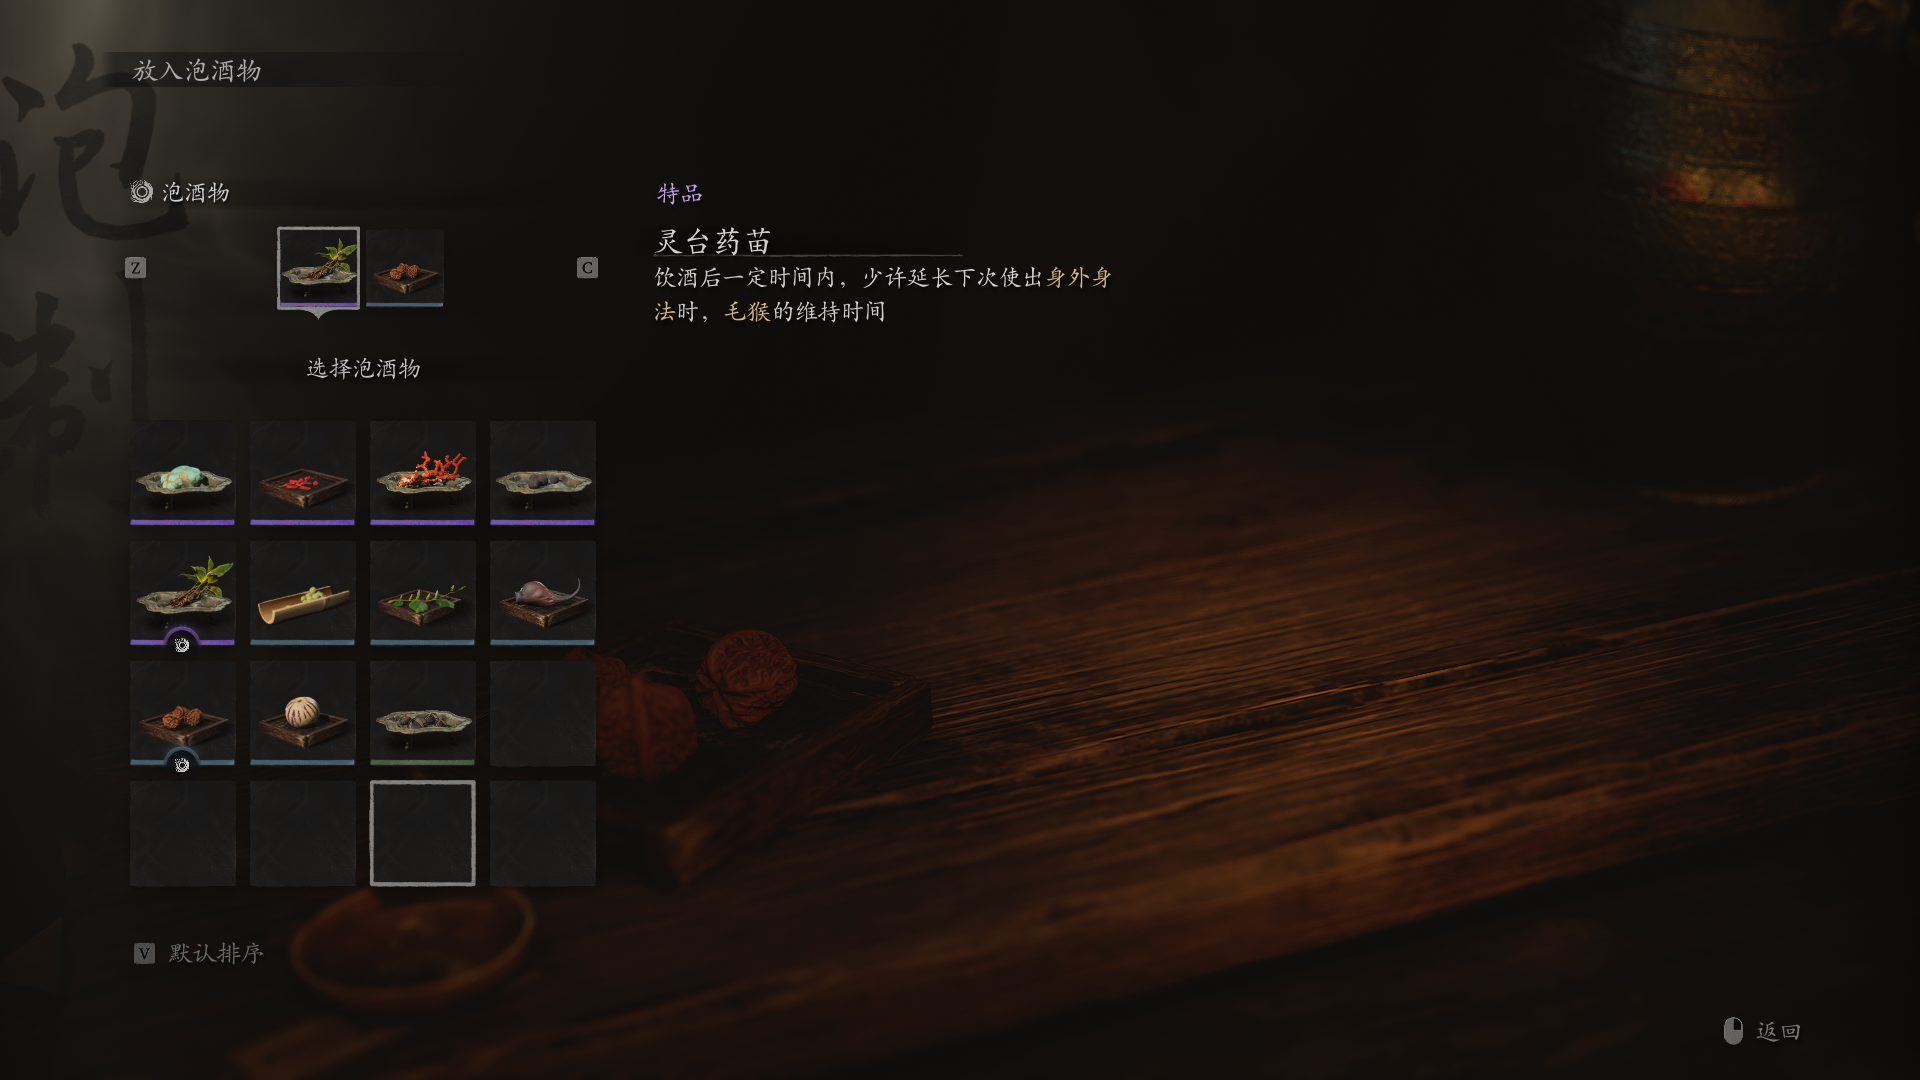 泡制
放入泡酒物
泡酒物
Z
C
选择泡酒物
特品
灵台药苗
饮酒后一定时间内，少许延长下次使出身外身
法时，毛猴的维持时间
V 默认排序
返回